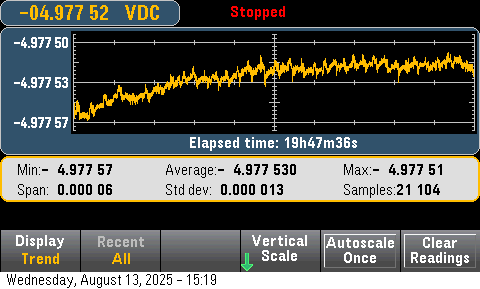 -04.977 52 VDC Stopped
-4.977 50
-4.977 53
-4.977 57
Elapsed time: 19h47m36s
Min:- 4.977 57 Average:- 4.977 530 Max:- 4.977 51
Span: 0.000 06 Std dev: 0.000 013 Samples:21 104
Display Recent Vertical Autoscale Clear
Trend All Scale Once Readings
Wednesday, August 13, 2025 - 15:19